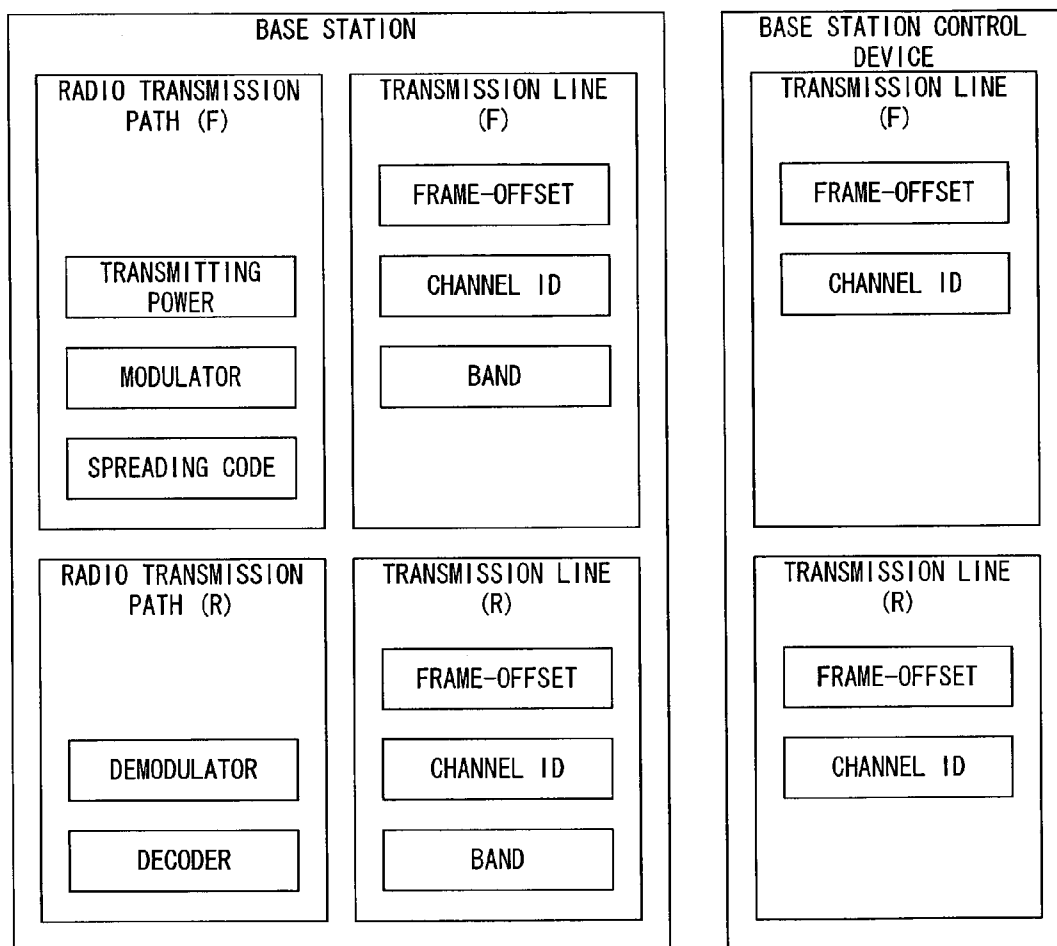 BASE STATION
RADIO TRANSMISSION
PATH (F)
TRANSMITTING
POWER
MODULATOR
SPREADING CODE
TRANSMISSION LINE
(F)
FRAME-OFFSET
CHANNEL ID
BAND
RADIO TRANSMISSION
PATH (R)
DEMODULATOR
DECODER
TRANSMISSION LINE
(R)
FRAME-OFFSET
CHANNEL ID
BAND
BASE STATION CONTROL
DEVICE
TRANSMISSION LINE
(F)
FRAME-OFFSET
CHANNEL ID
TRANSMISSION LINE
(R)
FRAME-OFFSET
CHANNEL ID